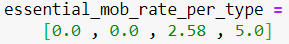 essential_mob_rate_per_type =
[0.0 , 0.0 , 2.58 , 5.0]